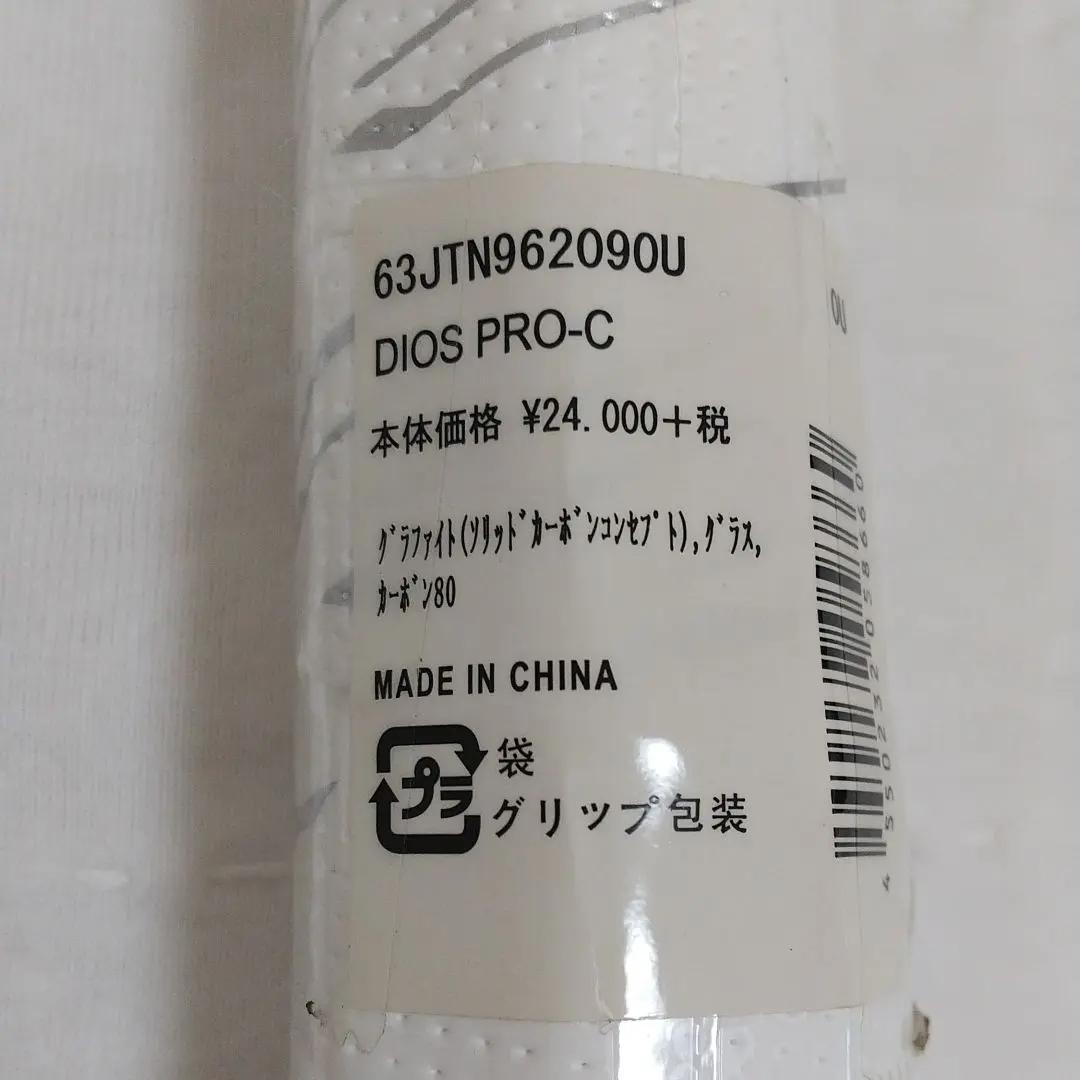 63JTN962090U
DIOS PRO-C
本体価格 ¥24.000+税
ｸﾞﾗﾌｧｲﾄ(ｿﾘｯﾄﾞｶｰﾎﾞﾝｺﾝｾﾌﾟﾄ),ｸﾞﾗｽ,
ｶｰﾎﾞﾝ80
MADE IN CHINA
プラ 袋
グリップ包装
0U
4550232058660